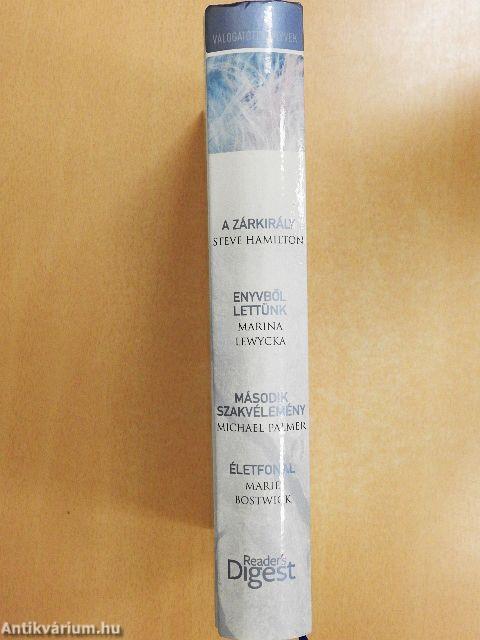 VÁLOGATOTT KÖNYVEK
A ZÁRKIRÁLY
STEVE HAMILTON
ENYVBŐL
LETTÜNK
MARINA
LEWYCKA
MÁSODIK
SZAKVÉLEMÉNY
MICHAEL PALMER
ÉLETFONAL
MARIE
BOSTWICK
Reader's
Digest
Antikvárium.hu